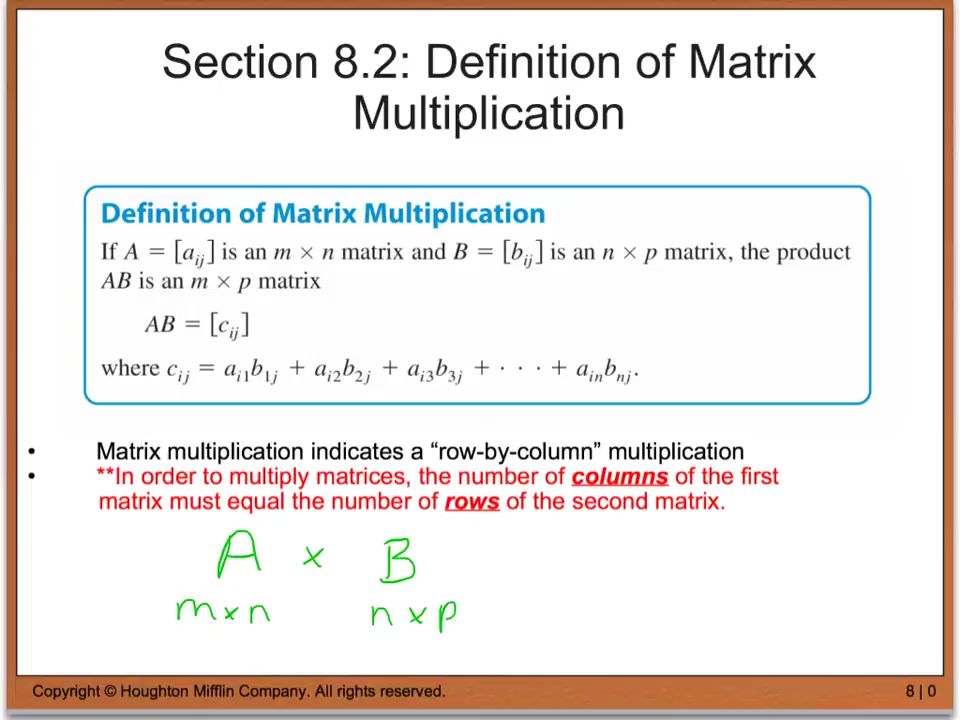 Section 8.2: Definition of Matrix
Multiplication
Definition of Matrix Multiplication
If A = [aij] is an m × n matrix and B = [bij] is an n × p matrix, the product
AB is an m × p matrix
AB = [cij]
where cij = ai1b1j + ai2b2j + ai3b3j + · · · + ainbnj.
• Matrix multiplication indicates a “row-by-column” multiplication
• **In order to multiply matrices, the number of columns of the first
matrix must equal the number of rows of the second matrix.
A × B
m×n n×p
Copyright © Houghton Mifflin Company. All rights reserved. 8 | 0